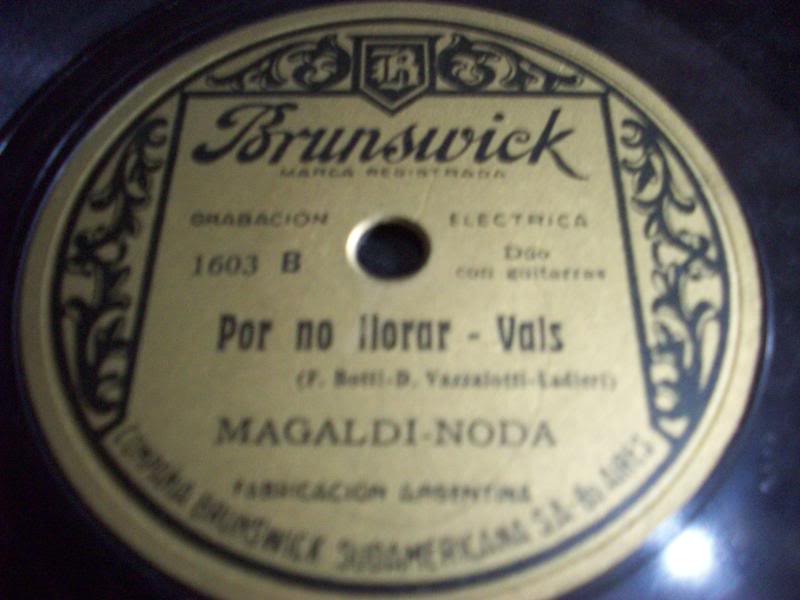 B
Brunswick
MARCA REGISTRADA
GRABACION ELECTRICA
1603 B
Dúo
con guitarras
Por no llorar - Vals
(F. Botti-D. Vazzalotti-Ladieri)
MAGALDI-NODA
FABRICACION ARGENTINA
COMPAÑIA BRUNSWICK SUDAMERICANA S.A. - Bs AIRES